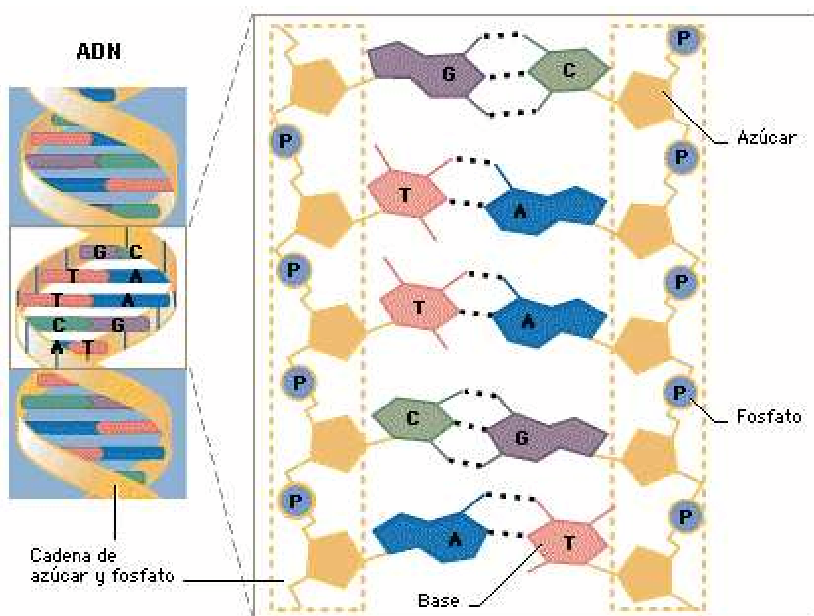 ADN
G C
T A
T A
C G
A T
Cadena de
azúcar y fosfato
P
G C
Azúcar
P P
T A
P P
T A
P P
Fosfato
C G
P P
A T
Base